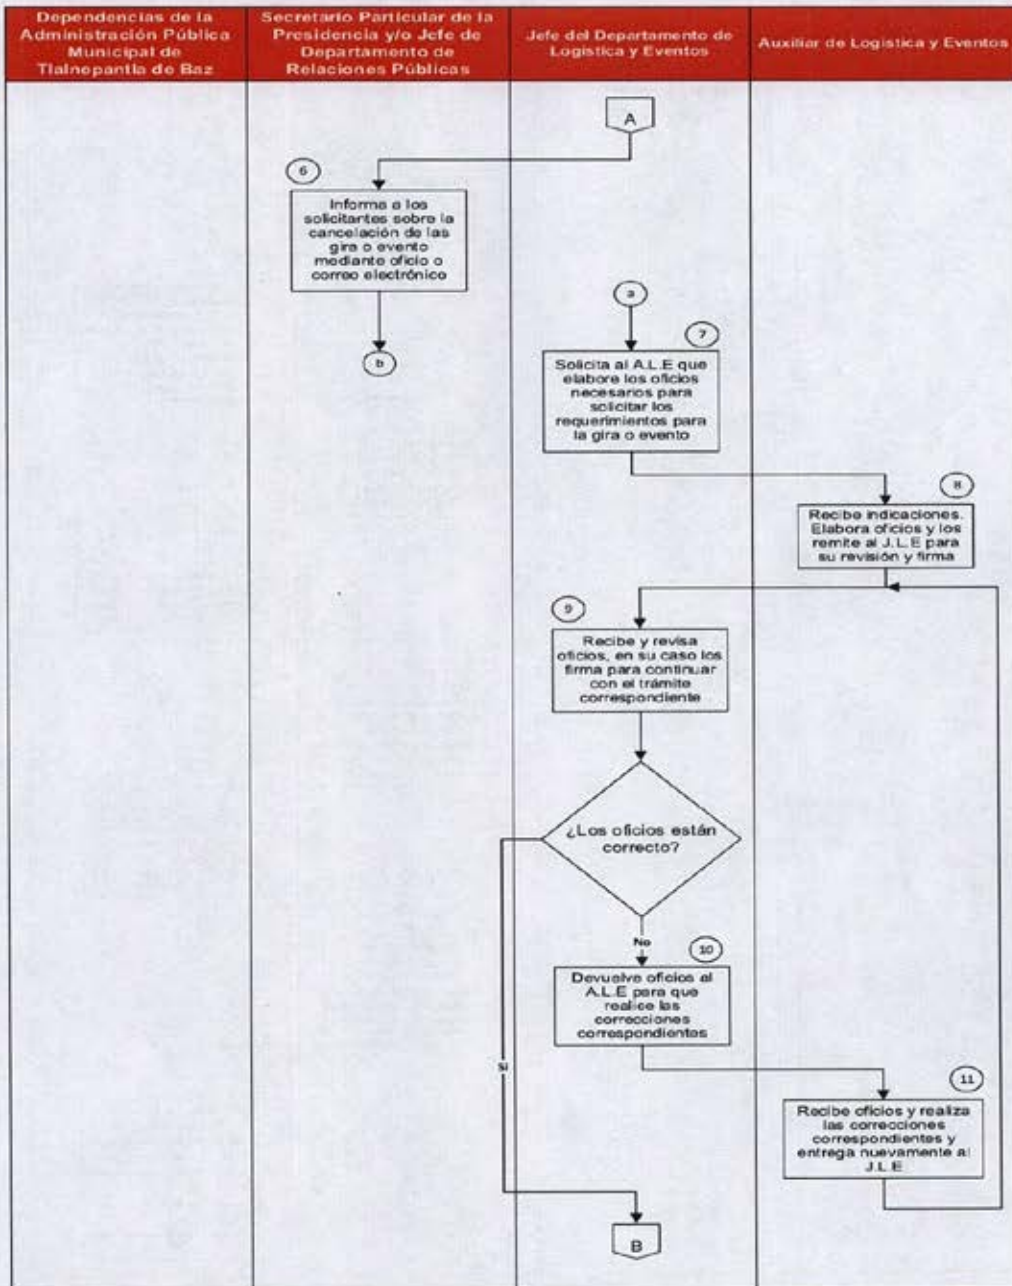 Dependencias de la
Administración Pública
Municipal de
Tlalnepantla de Baz
Secretario Particular de la
Presidencia y/o Jefe de
Departamento de
Relaciones Públicas
Jefe del Departamento de
Logística y Eventos
Auxiliar de Logística y Eventos
A
6
Informa a los
solicitantes sobre la
cancelación de las
gira o evento
mediante oficio o
correo electrónico
b
a
7
Solicita al A.L.E que
elabore los oficios
necesarios para
solicitar los
requerimientos para
la gira o evento
8
Recibe indicaciones.
Elabora oficios y los
remite al J.L.E para
su revisión y firma
9
Recibe y revisa
oficios, en su caso los
firma para continuar
con el trámite
correspondiente
¿Los oficios están
correcto?
No
10
Devuelve oficios al
A.L.E para que
realice las
correcciones
correspondientes
Si
11
Recibe oficios y realiza
las correcciones
correspondientes y
entrega nuevamente al
J.L.E
B